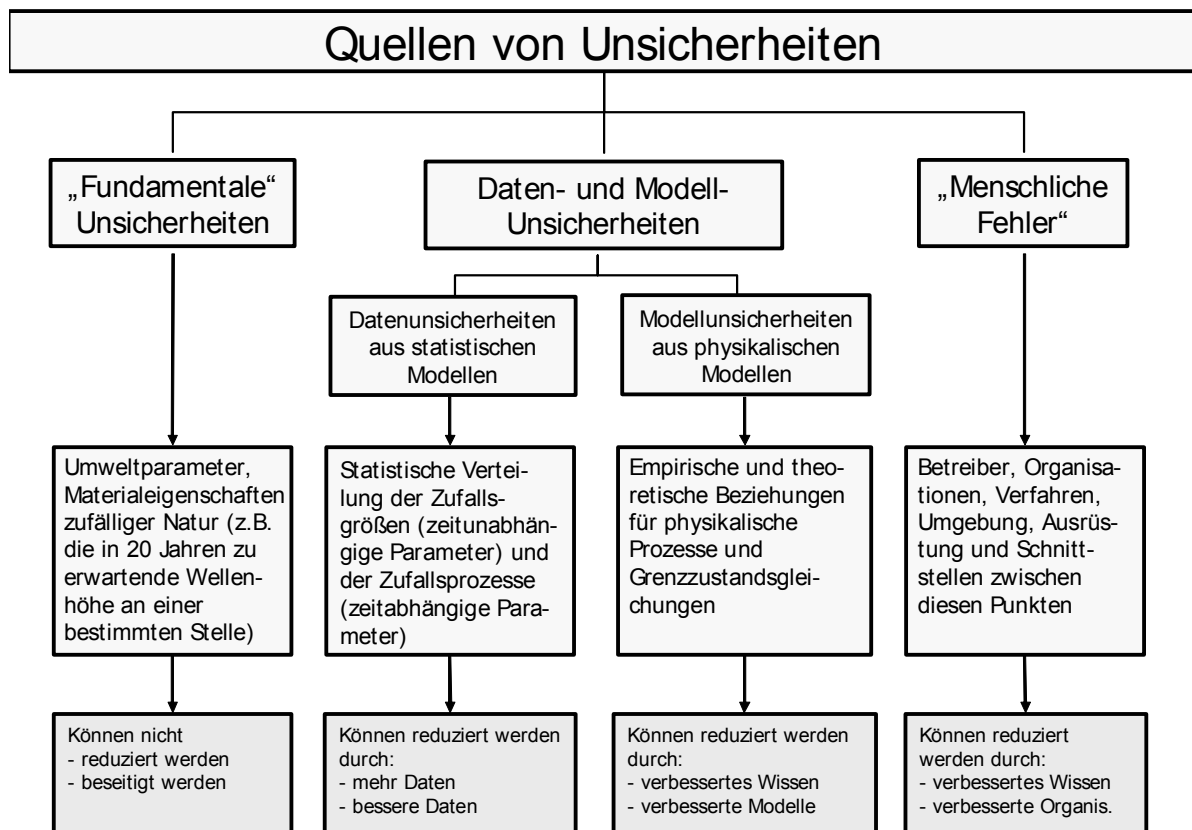 Quellen von Unsicherheiten
„Fundamentale“
Unsicherheiten
Daten- und Modell-
Unsicherheiten
„Menschliche
Fehler“
Datenunsicherheiten
aus statistischen
Modellen
Modellunsicherheiten
aus physikalischen
Modellen
Umweltparameter,
Materialeigenschaften
zufälliger Natur (z.B.
die in 20 Jahren zu
erwartende Wellen-
höhe an einer
bestimmten Stelle)
Statistische Vertei-
lung der Zufalls-
größen (zeitunabhän-
gige Parameter) und
der Zufallsprozesse
(zeitabhängige Para-
meter)
Empirische und theo-
retische Beziehungen
für physikalische
Prozesse und
Grenzzustandsglei-
chungen
Betreiber, Organisa-
tionen, Verfahren,
Umgebung, Ausrüs-
tung und Schnitt-
stellen zwischen
diesen Punkten
Können nicht
- reduziert werden
- beseitigt werden
Können reduziert werden
durch:
- mehr Daten
- bessere Daten
Können reduziert werden
durch:
- verbessertes Wissen
- verbesserte Modelle
Können reduziert
werden durch:
- verbessertes Wissen
- verbesserte Organis.